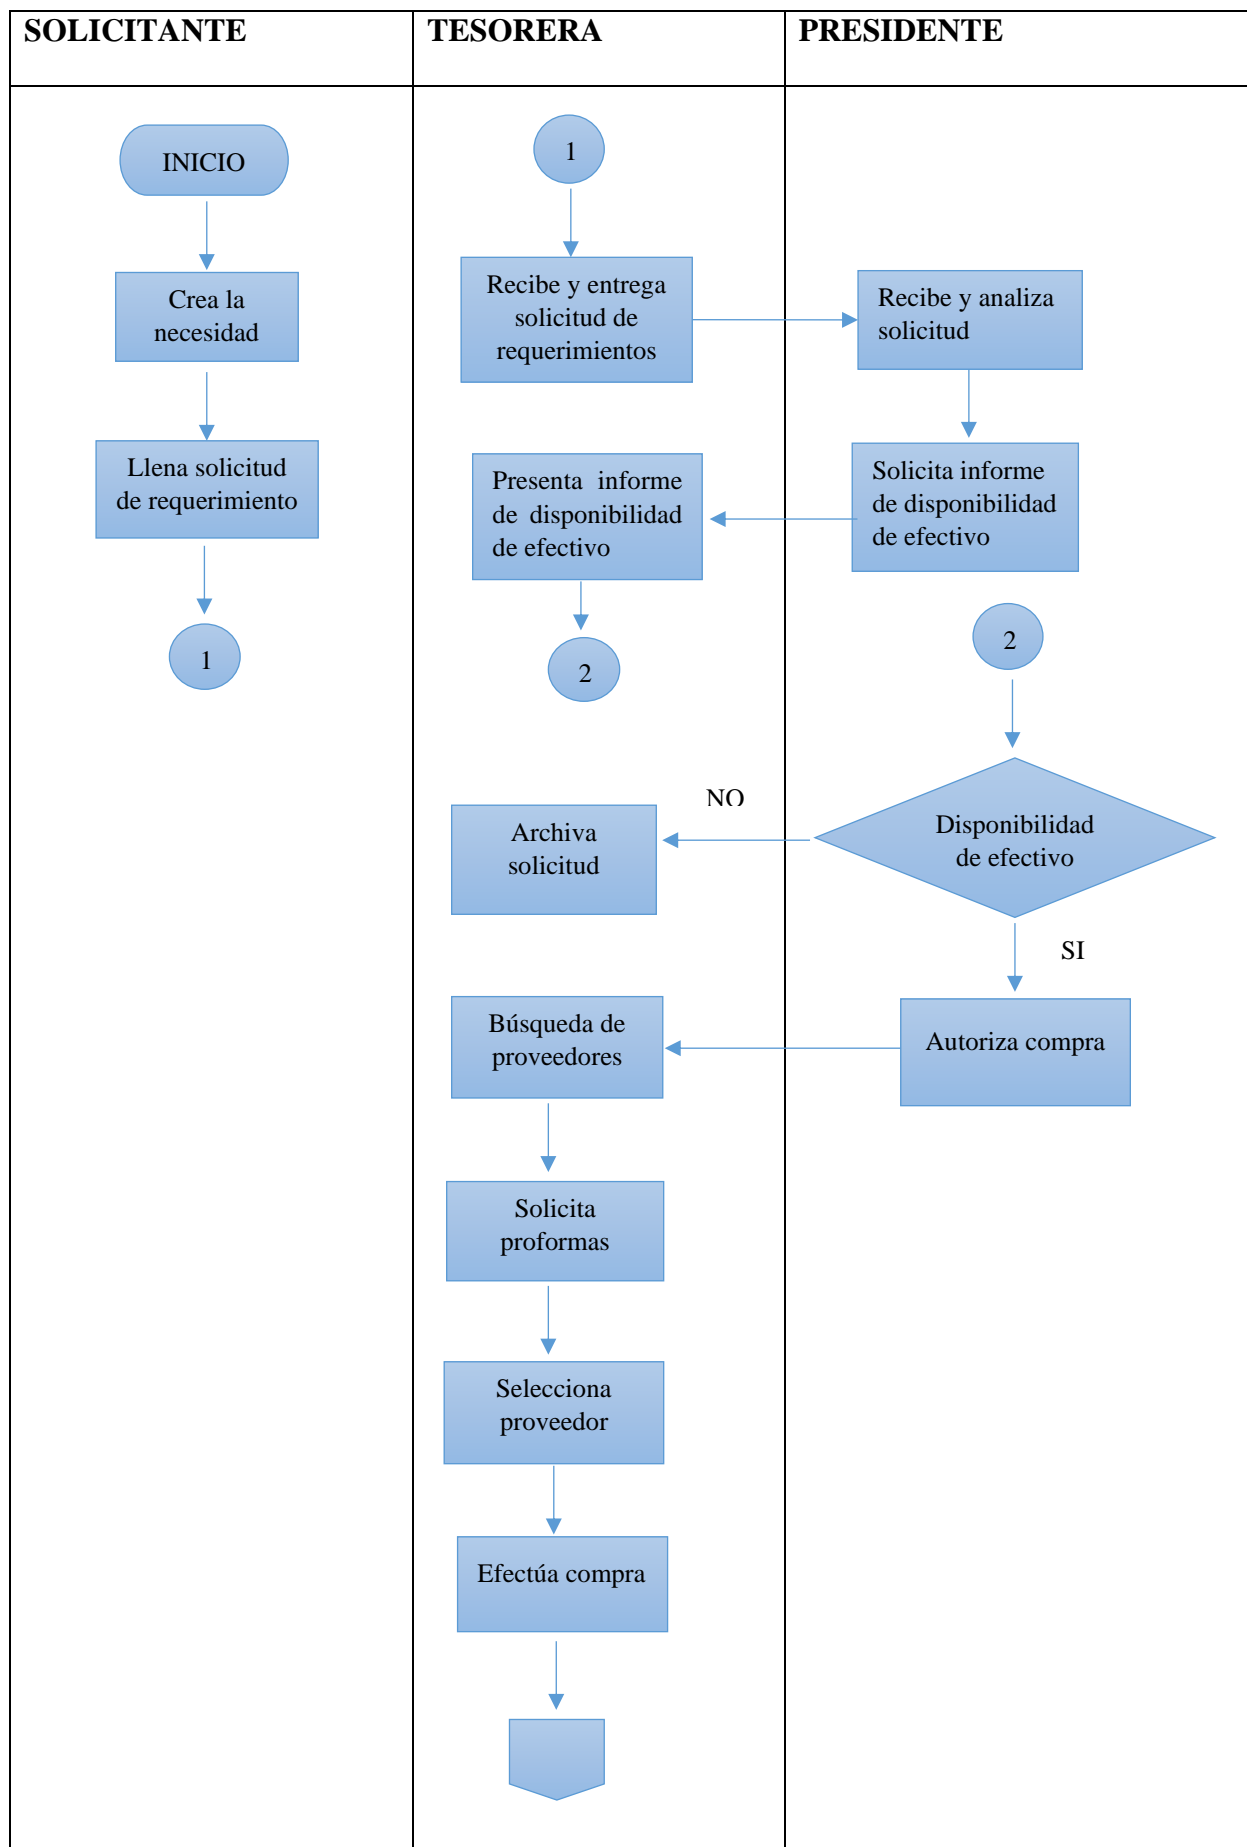 SOLICITANTE
TESORERA
PRESIDENTE
INICIO
Crea la
necesidad
Llena solicitud
de requerimiento
1
1
Recibe y entrega
solicitud de
requerimientos
Recibe y analiza
solicitud
Solicita informe
de disponibilidad
de efectivo
Presenta informe
de disponibilidad
de efectivo
2
2
Disponibilidad
de efectivo
NO
Archiva
solicitud
SI
Autoriza compra
Búsqueda de
proveedores
Solicita
proformas
Selecciona
proveedor
Efectúa compra